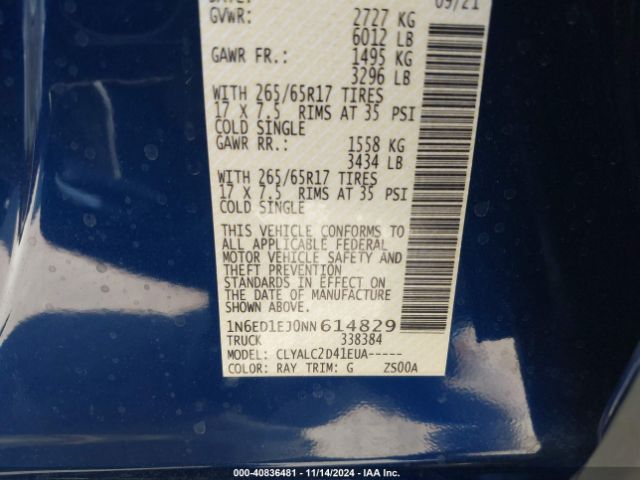 09/21
GVWR: 2727 KG
6012 LB
GAWR FR.: 1495 KG
3296 LB
WITH 265/65R17 TIRES
17 X 7.5 RIMS AT 35 PSI
COLD SINGLE
GAWR RR.: 1558 KG
3434 LB
WITH 265/65R17 TIRES
17 X 7.5 RIMS AT 35 PSI
COLD SINGLE
THIS VEHICLE CONFORMS TO
ALL APPLICABLE FEDERAL
MOTOR VEHICLE SAFETY AND
THEFT PREVENTION
STANDARDS IN EFFECT ON
THE DATE OF MANUFACTURE
SHOWN ABOVE.
1N6ED1EJ0NN614829
TRUCK 338384
MODEL: CLYALC2D41EUA-----
COLOR: RAY TRIM: G ZS00A
000-40836481 - 11/14/2024 - IAA Inc.